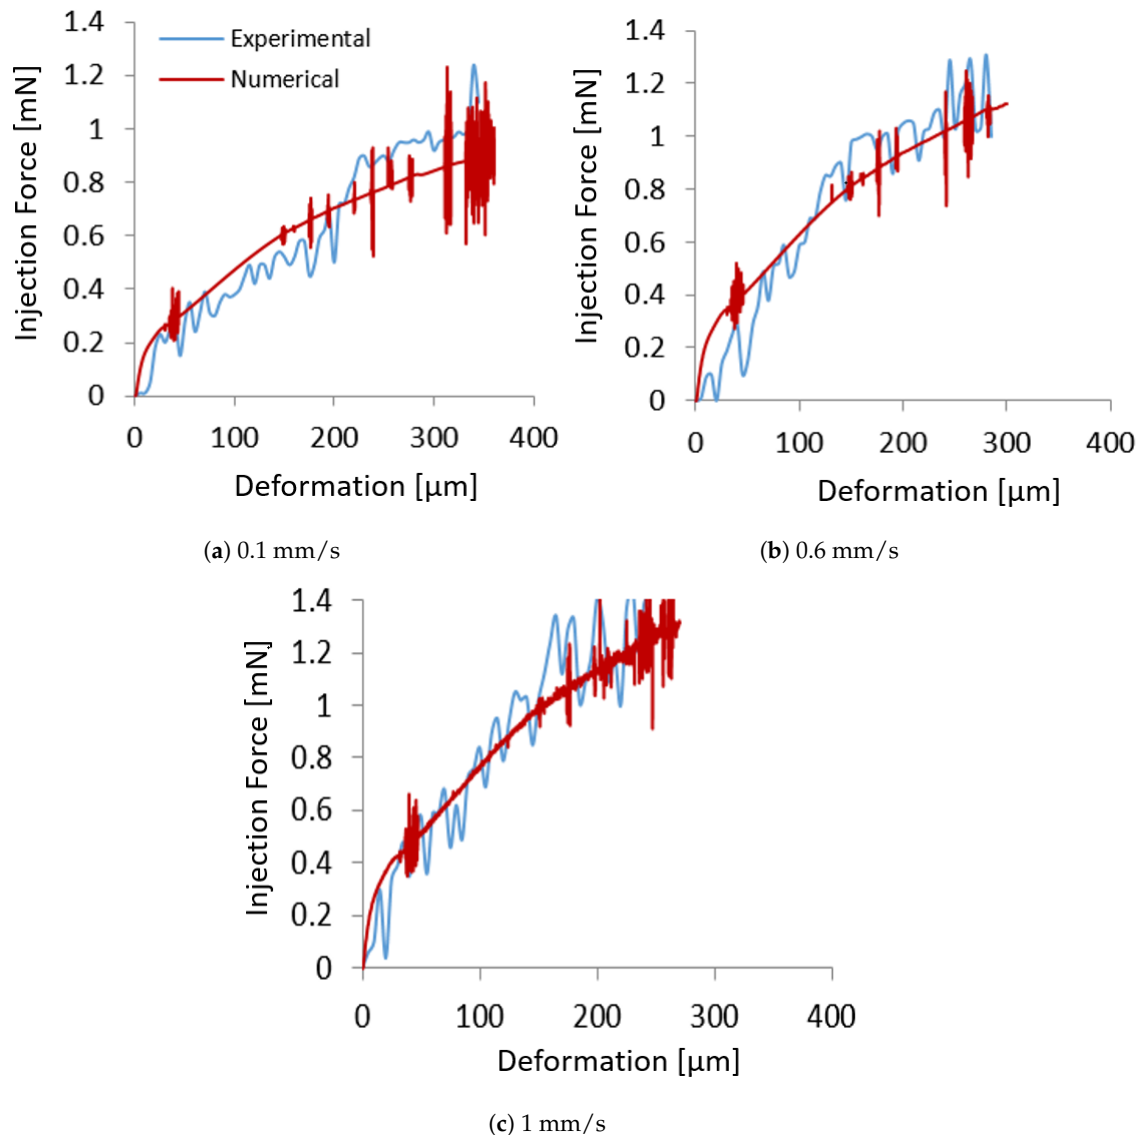 Injection Force [mN]
1.4
1.2
1
0.8
0.6
0.4
0.2
0
Experimental
Numerical
0 100 200 300 400
Deformation [μm]
(a) 0.1 mm/s
Injection Force [mN]
1.4
1.2
1
0.8
0.6
0.4
0.2
0
0 100 200 300 400
Deformation [μm]
(b) 0.6 mm/s
Injection Force [mN]
1.4
1.2
1
0.8
0.6
0.4
0.2
0
0 100 200 300 400
Deformation [μm]
(c) 1 mm/s